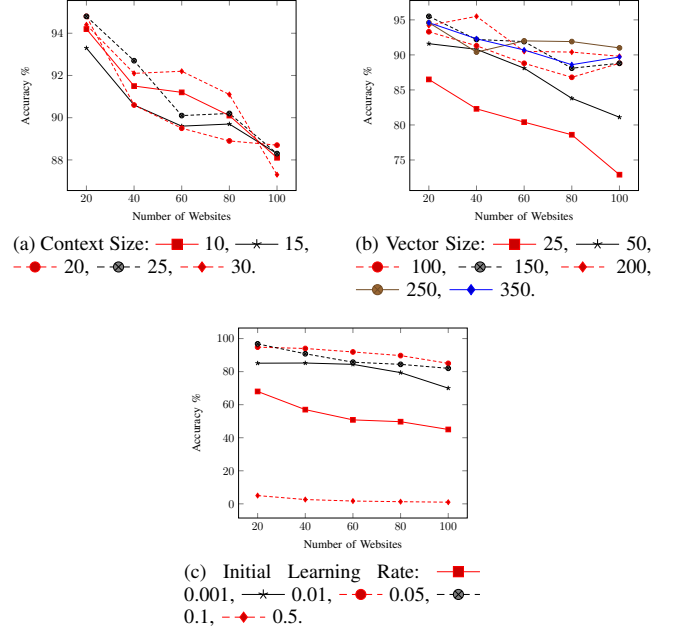 94
92
90
88
20 40 60 80 100
Number of Websites
Accuracy %
(a) Context Size: 10, 15,
20, 25, 30.
95
90
85
80
75
20 40 60 80 100
Number of Websites
Accuracy %
(b) Vector Size: 25, 50,
100, 150, 200,
250, 350.
100
80
60
40
20
0
20 40 60 80 100
Number of Websites
Accuracy %
(c) Initial Learning Rate:
0.001, 0.01, 0.05,
0.1, 0.5.